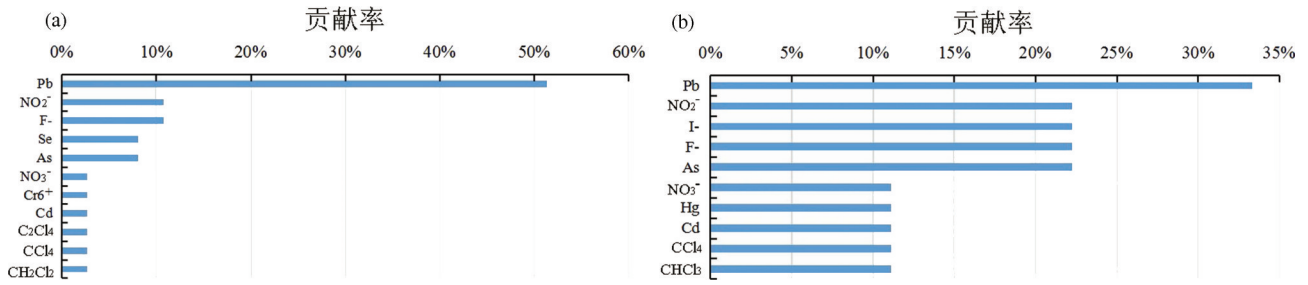 (a)
贡献率
0% 10% 20% 30% 40% 50% 60%
Pb
NO₂⁻
F-
Se
As
NO₃⁻
Cr6⁺
Cd
C₂Cl₄
CCl₄
CH₂Cl₂
(b)
贡献率
0% 5% 10% 15% 20% 25% 30% 35%
Pb
NO₂⁻
I-
F-
As
NO₃⁻
Hg
Cd
CCl₄
CHCl₃